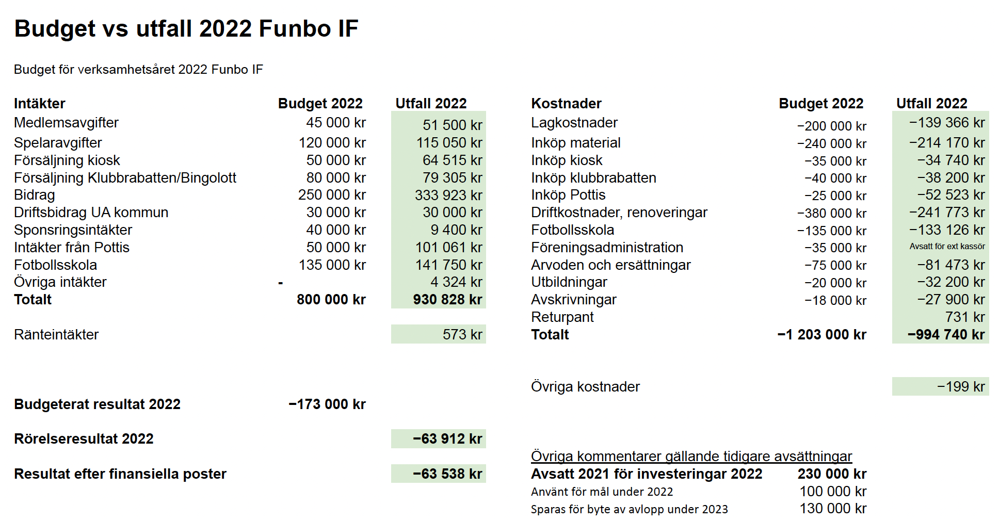 Budget vs utfall 2022 Funbo IF
Budget för verksamhetsåret 2022 Funbo IF
Intäkter Budget 2022 Utfall 2022
Medlemsavgifter 45 000 kr 51 500 kr
Spelaravgifter 120 000 kr 115 050 kr
Försäljning kiosk 50 000 kr 64 515 kr
Försäljning Klubbrabatten/Bingolott 80 000 kr 79 305 kr
Bidrag 250 000 kr 333 923 kr
Driftsbidrag UA kommun 30 000 kr 30 000 kr
Sponsringsintäkter 40 000 kr 9 400 kr
Intäkter från Pottis 50 000 kr 101 061 kr
Fotbollsskola 135 000 kr 141 750 kr
Övriga intäkter - 4 324 kr
Totalt 800 000 kr 930 828 kr
Ränteintäkter 573 kr
Budgeterat resultat 2022 −173 000 kr
Rörelseresultat 2022 −63 912 kr
Resultat efter finansiella poster −63 538 kr
Kostnader Budget 2022 Utfall 2022
Lagkostnader −200 000 kr −139 366 kr
Inköp material −240 000 kr −214 170 kr
Inköp kiosk −35 000 kr −34 740 kr
Inköp klubbrabatten −40 000 kr −38 200 kr
Inköp Pottis −25 000 kr −52 523 kr
Driftkostnader, renoveringar −380 000 kr −241 773 kr
Fotbollsskola −135 000 kr −133 126 kr
Föreningsadministration −35 000 kr Avsatt för ext kassör
Arvoden och ersättningar −75 000 kr −81 473 kr
Utbildningar −20 000 kr −32 200 kr
Avskrivningar −18 000 kr −27 900 kr
Returpant 731 kr
Totalt −1 203 000 kr −994 740 kr
Övriga kostnader −199 kr
Övriga kommentarer gällande tidigare avsättningar
Avsatt 2021 för investeringar 2022 230 000 kr
Använt för mål under 2022 100 000 kr
Sparas för byte av avlopp under 2023 130 000 kr